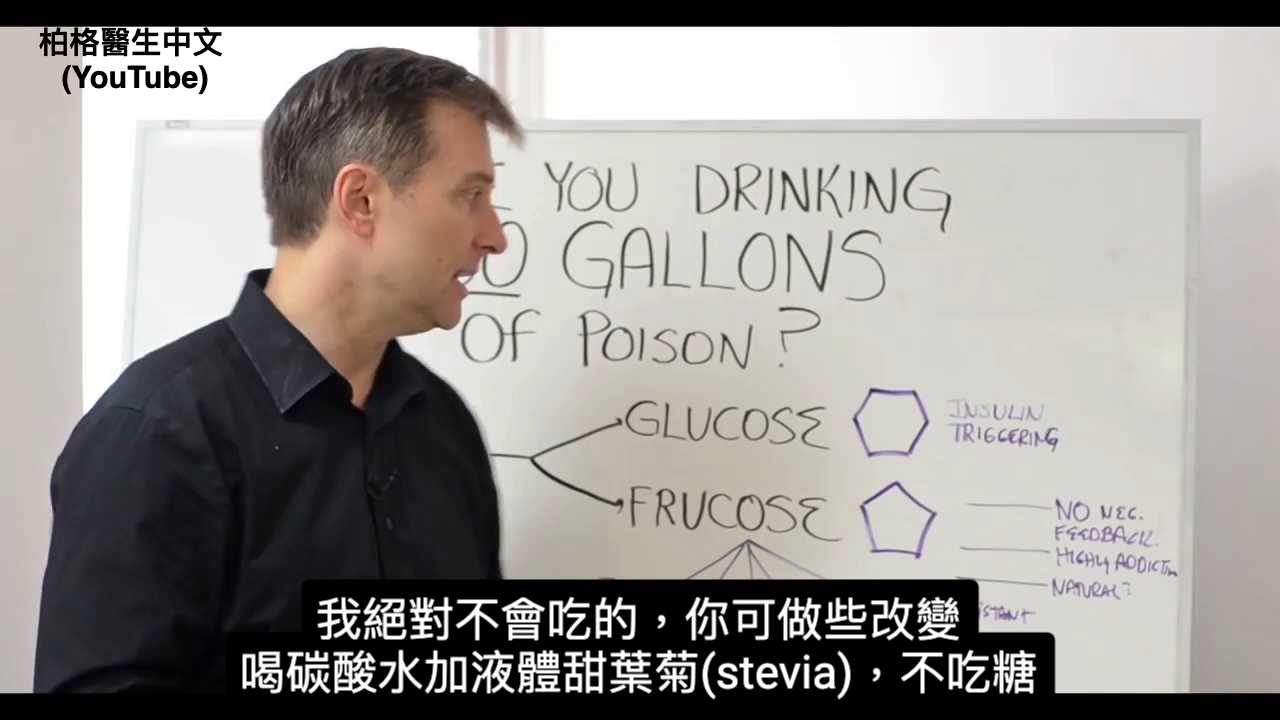 柏格醫生中文
(YouTube)
YOU DRINKING
GALLONS
OF POISON?
GLUCOSE
INSULIN
TRIGGERING
FRUCOSE
NO NEG.
FEEDBACK
HIGHLY ADDICTIV
NATURAL?
我絕對不會吃的，你可做些改變
喝碳酸水加液體甜葉菊(stevia)，不吃糖